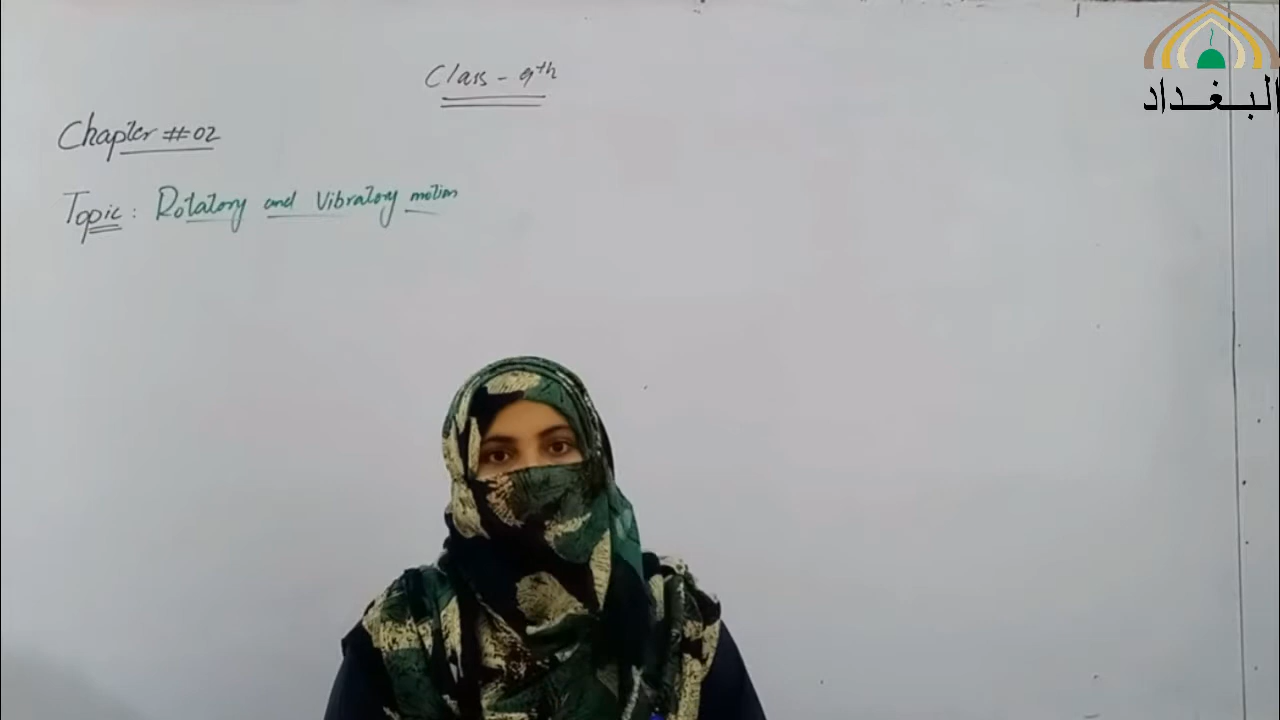 Class - 9th
Chapter #02
Topic: Rotatory and Vibratory motion
البغداد